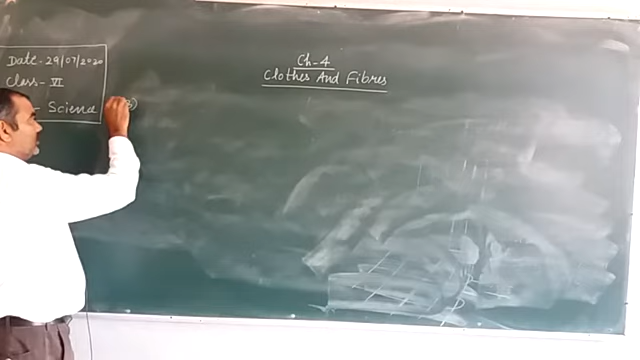 Date - 29/07/2020
Class - VI
- Science
Ch-4
Clothes And Fibres